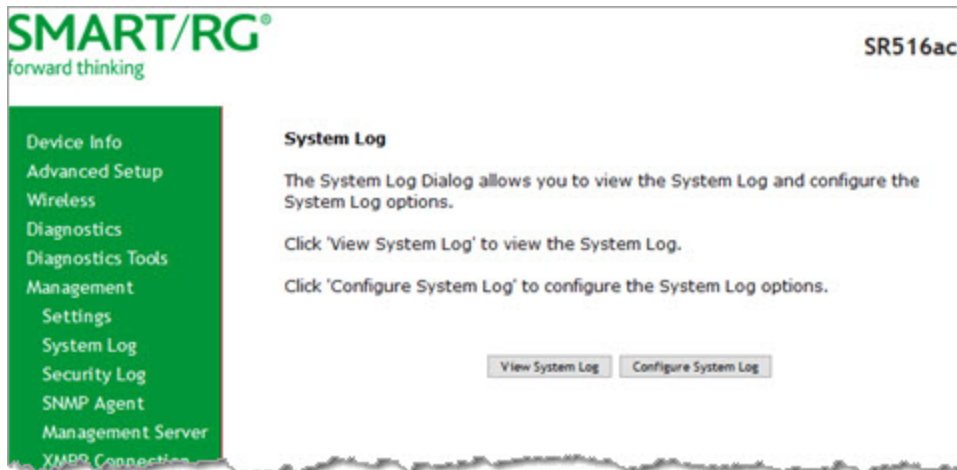 SMART/RG®
forward thinking
SR516ac
Device Info
Advanced Setup
Wireless
Diagnostics
Diagnostics Tools
Management
Settings
System Log
Security Log
SNMP Agent
Management Server
XMPP Connection
System Log
The System Log Dialog allows you to view the System Log and configure the
System Log options.
Click 'View System Log' to view the System Log.
Click 'Configure System Log' to configure the System Log options.
View System Log
Configure System Log